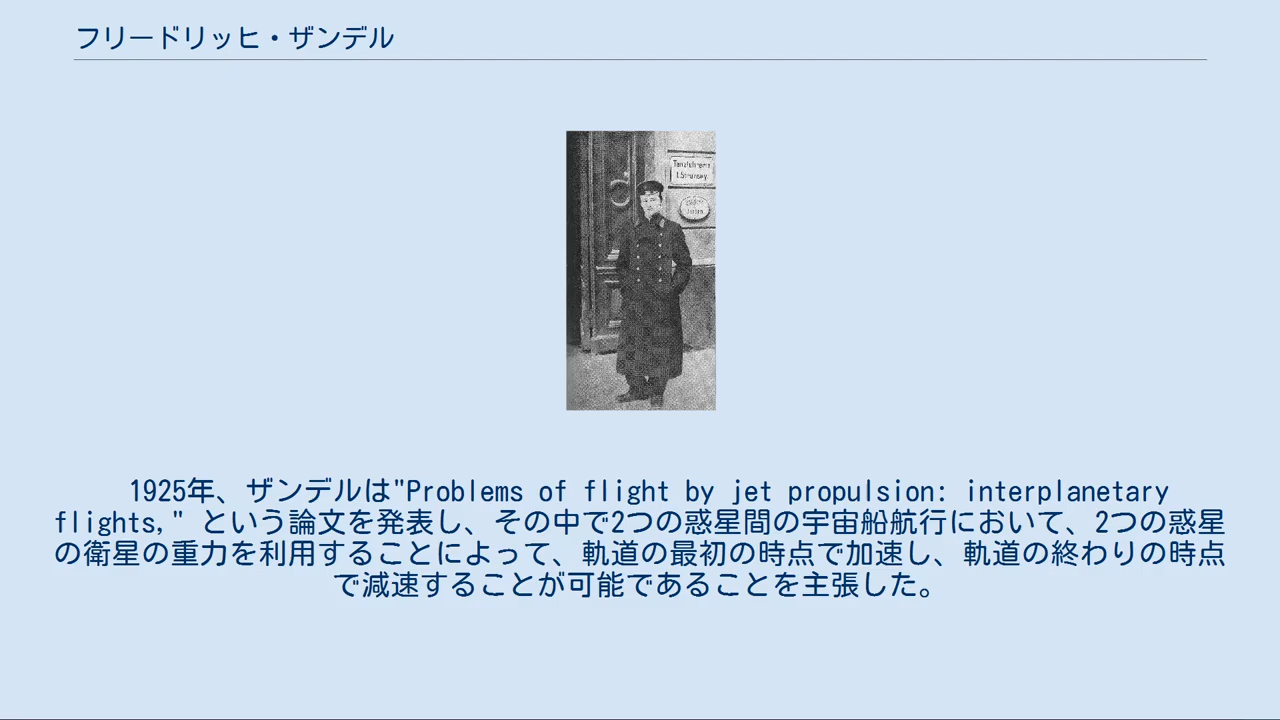 フリードリッヒ・ザンデル
1925年、ザンデルは"Problems of flight by jet propulsion: interplanetary
flights," という論文を発表し、その中で2つの惑星間の宇宙船航行において、2つの惑星
の衛星の重力を利用することによって、軌道の最初の時点で加速し、軌道の終わりの時点
で減速することが可能であることを主張した。